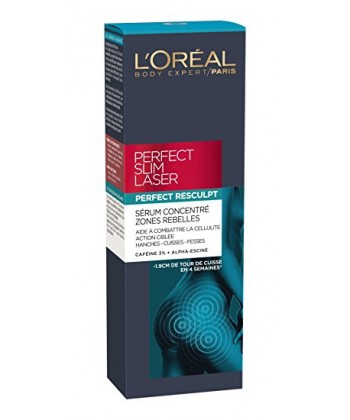 L'ORÉAL
BODY EXPERT/PARIS
PERFECT
SLIM
LASER
PERFECT RESCULPT
SÉRUM CONCENTRÉ
ZONES REBELLES
AIDE À COMBATTRE LA CELLULITE
ACTION CIBLÉE
HANCHES - CUISSES - FESSES
CAFÉINE 3% + ALPHA-ESCINE
-1,9CM DE TOUR DE CUISSE
EN 4 SEMAINES*